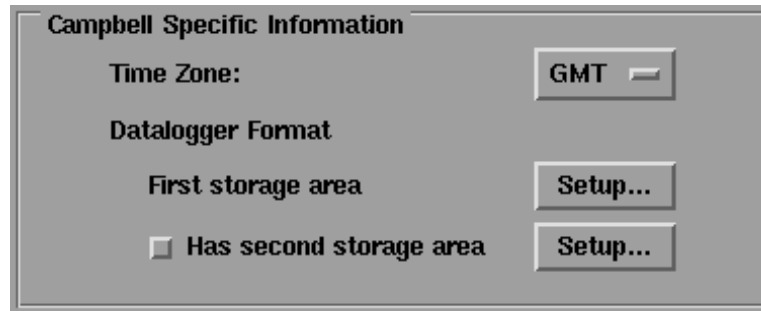 Campbell Specific Information
Time Zone: GMT
Datalogger Format
First storage area Setup...
Has second storage area Setup...